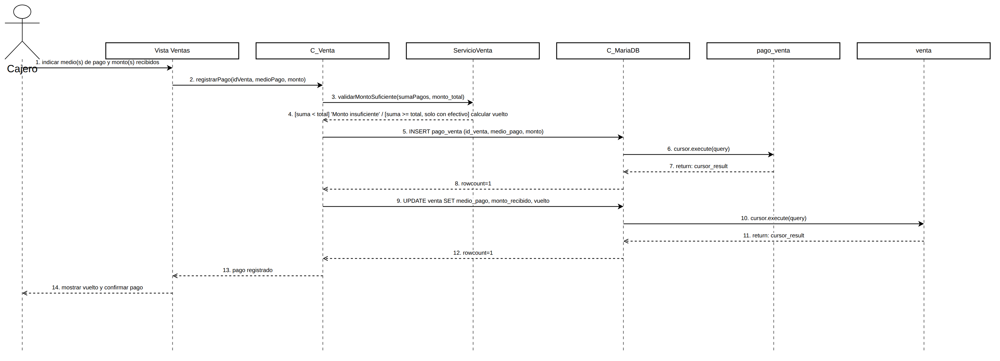 Vista Ventas
C_Venta
ServicioVenta
C_MariaDB
pago_venta
venta
1. indicar medio(s) de pago y monto(s) recibidos
Cajero
2. registrarPago(idVenta, medioPago, monto)
3. validarMontoSuficiente(sumaPagos, monto_total)
4. [suma < total] 'Monto insuficiente' / [suma >= total, solo con efectivo] calcular vuelto
5. INSERT pago_venta (id_venta, medio_pago, monto)
6. cursor.execute(query)
7. return: cursor_result
8. rowcount=1
9. UPDATE venta SET medio_pago, monto_recibido, vuelto
10. cursor.execute(query)
11. return: cursor_result
12. rowcount=1
13. pago registrado
14. mostrar vuelto y confirmar pago